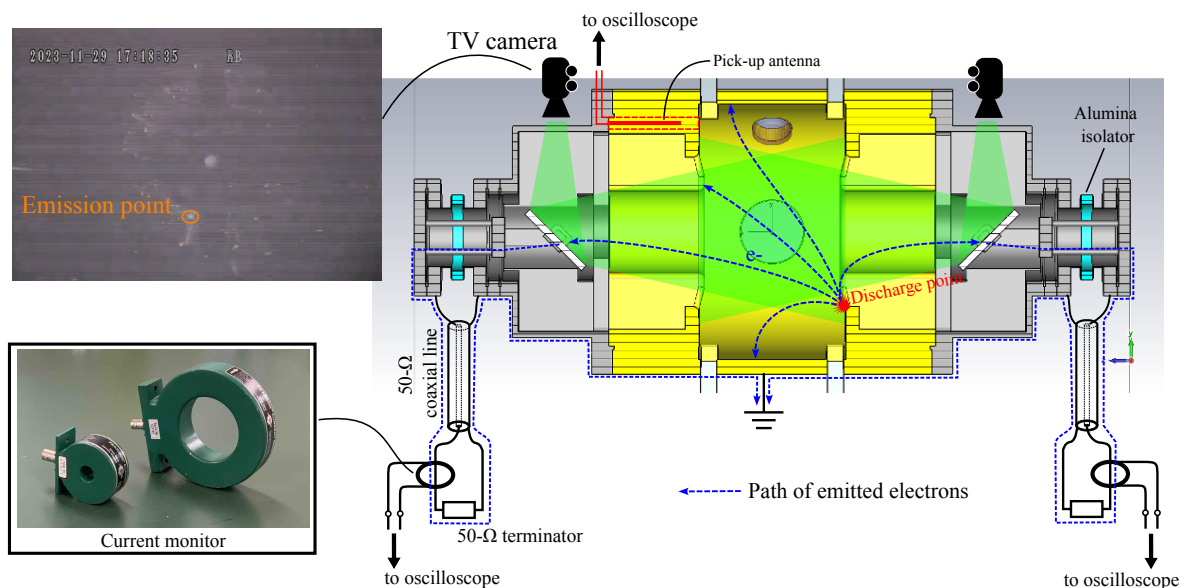 2023-11-29 17:18:35 RB
Emission point
TV camera
to oscilloscope
Pick-up antenna
Alumina
isolator
e-
Discharge point
50-Ω
coaxial line
Path of emitted electrons
50-Ω terminator
Current monitor
to oscilloscope
to oscilloscope